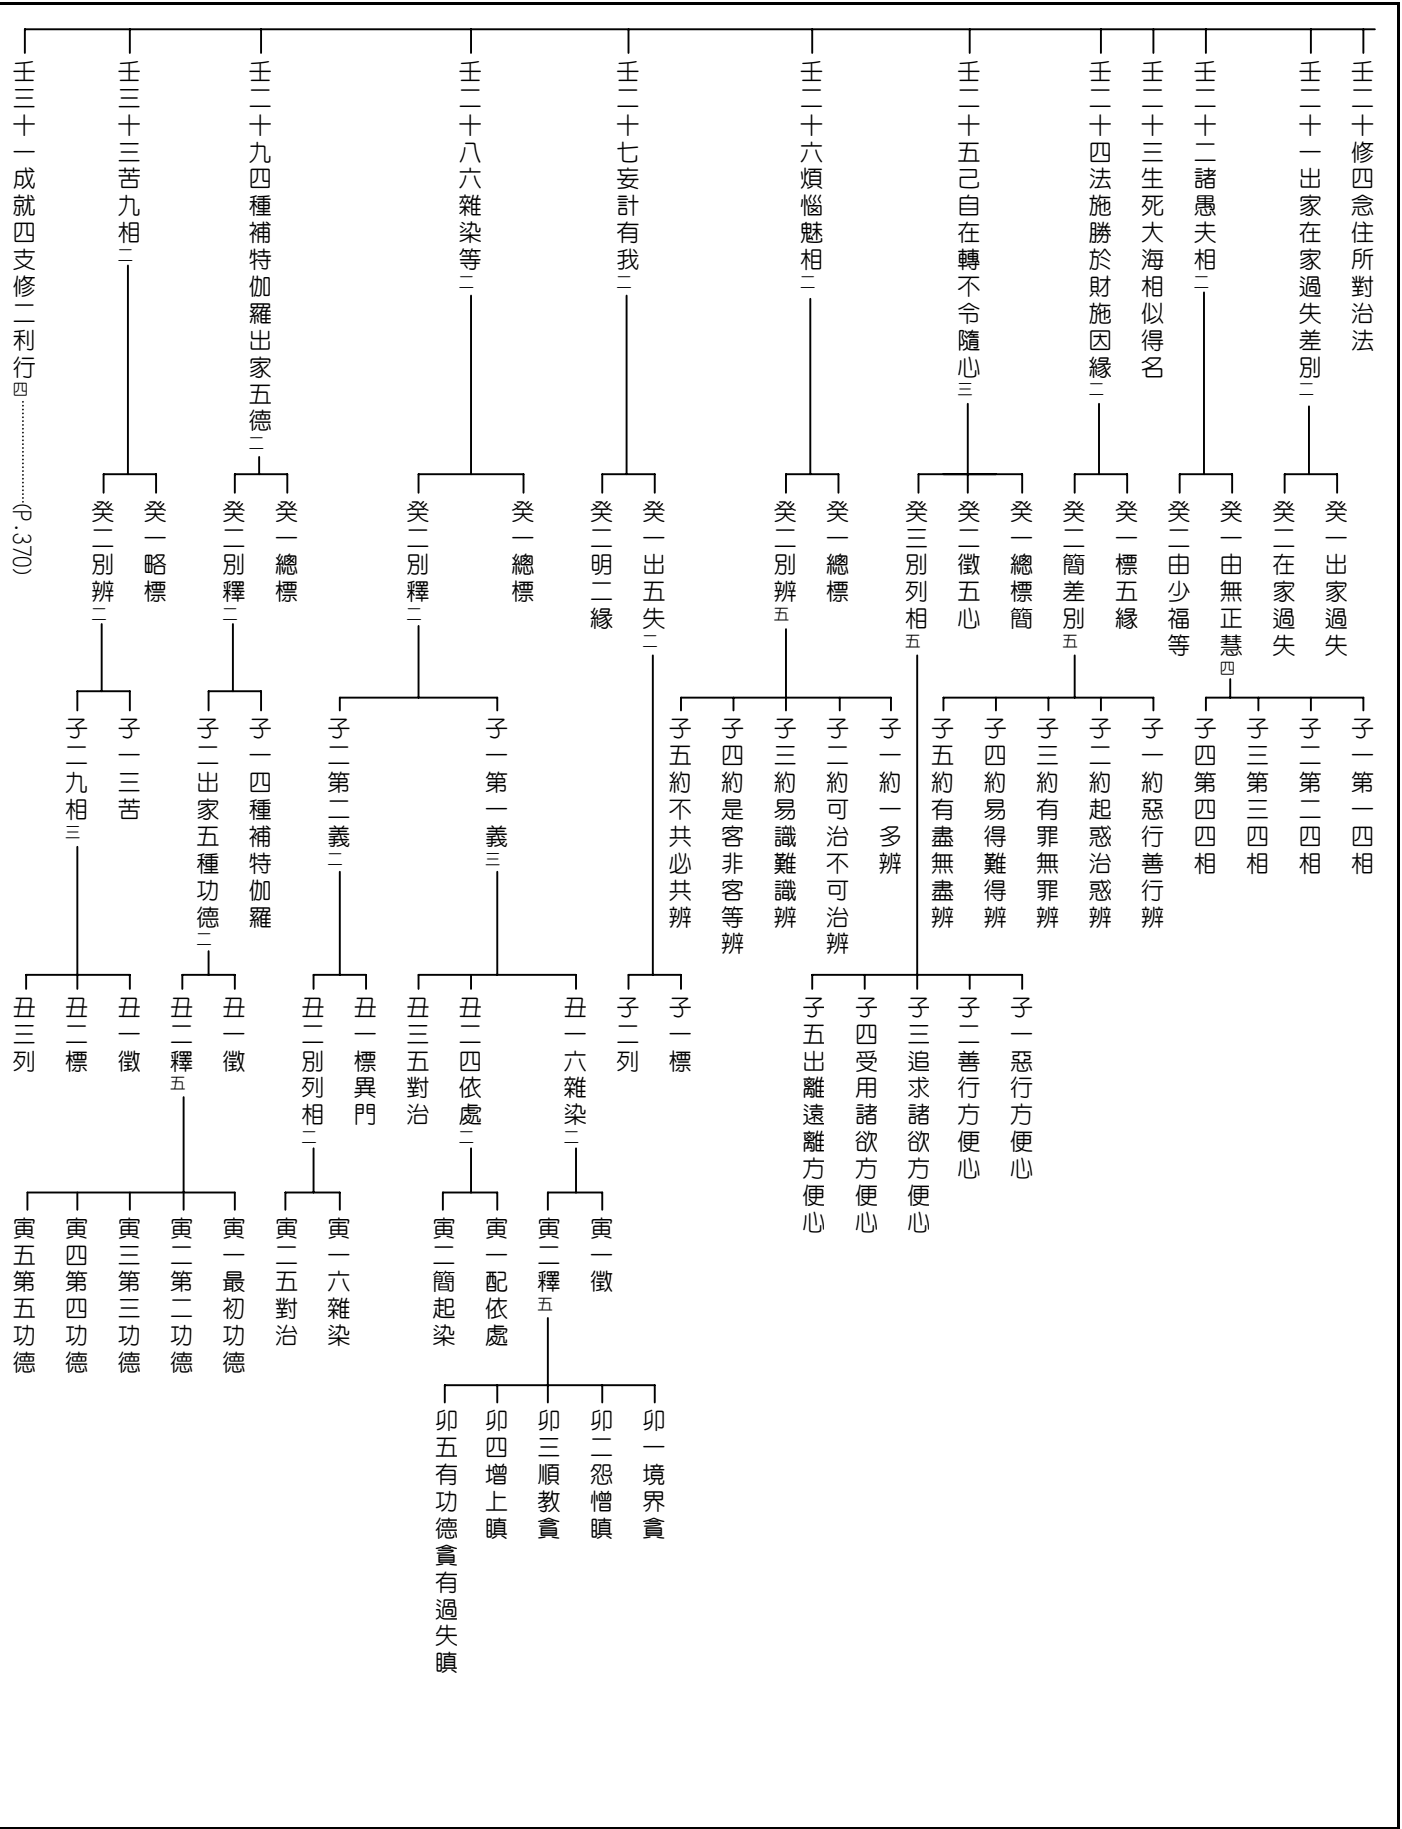 壬二十修四念住所對治法
壬二十一出家在家過失差別二
癸一出家過失
癸二在家過失
壬二十二諸愚夫相二
癸一由無正慧四
子一第一四相
子二第二四相
子三第三四相
子四第四四相
癸二由少福等
壬二十三生死大海相似得名
壬二十四法施勝於財施因緣二
癸一標五緣
癸二簡差別五
子一約惡行善行辨
子二約起惑治惑辨
子三約有罪無罪辨
子四約易得難得辨
子五約有盡無盡辨
壬二十五己自在轉不令隨心三
癸一總標簡
癸二徵五心
癸三別列相五
子一惡行方便心
子二善行方便心
子三追求諸欲方便心
子四受用諸欲方便心
子五出離遠離方便心
壬二十六煩惱魅相二
癸一總標
癸二別辨五
子一約一多辨
子二約可治不可治辨
子三約易識難識辨
子四約是客非客等辨
子五約不共必共辨
壬二十七妄計有我二
癸一出五失二
子一標
子二列
癸二明二緣
壬二十八六雜染等二
癸一總標
癸二別釋二
子一第一義三
丑一六雜染二
寅一徵
寅二釋五
卯一境界貪
卯二怨憎瞋
卯三順教貪
卯四增上瞋
卯五有功德貪有過失瞋
丑二四依處二
寅一配依處
寅二簡起染
丑三五對治
子二第二義二
丑一標異門
丑二別列相二
寅一六雜染
寅二五對治
壬二十九四種補特伽羅出家五德二
癸一總標
癸二別釋二
子一四種補特伽羅
子二出家五種功德二
丑一徵
丑二釋五
寅一最初功德
寅二第二功德
寅三第三功德
寅四第四功德
寅五第五功德
壬三十三苦九相二
癸一略標
癸二別辨二
子一三苦
子二九相三
丑一徵
丑二標
丑三列
壬三十一成就四支修二利行四…………(P.370)